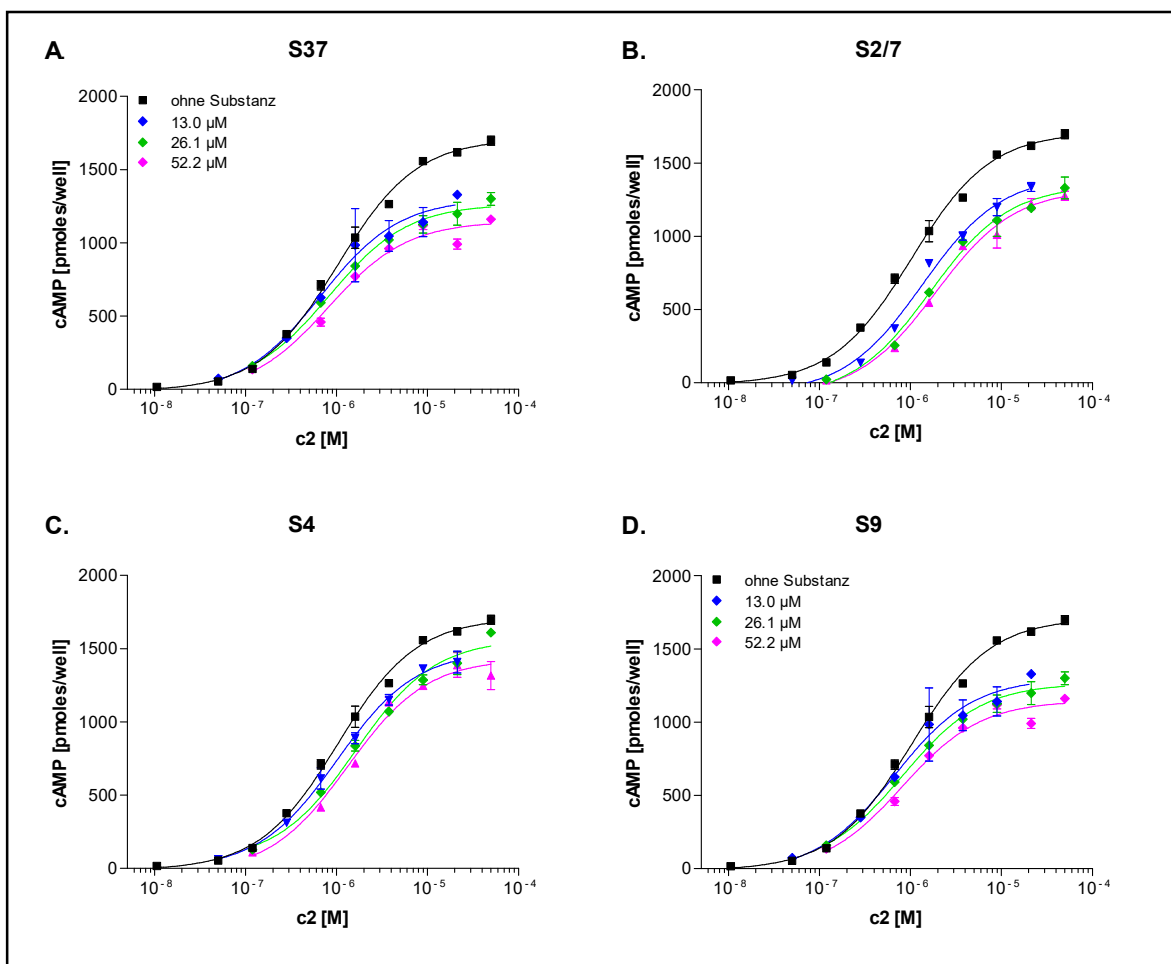 A.
S37
2000
1500
1000
500
0
cAMP [pmoles/well]
ohne Substanz
13.0 µM
26.1 µM
52.2 µM
10⁻⁸ 10⁻⁷ 10⁻⁶ 10⁻⁵ 10⁻⁴
c2 [M]
B.
S2/7
2000
1500
1000
500
0
cAMP [pmoles/well]
10⁻⁸ 10⁻⁷ 10⁻⁶ 10⁻⁵ 10⁻⁴
c2 [M]
C.
S4
2000
1500
1000
500
0
cAMP [pmoles/well]
10⁻⁸ 10⁻⁷ 10⁻⁶ 10⁻⁵ 10⁻⁴
c2 [M]
D.
S9
2000
1500
1000
500
0
cAMP [pmoles/well]
ohne Substanz
13.0 µM
26.1 µM
52.2 µM
10⁻⁸ 10⁻⁷ 10⁻⁶ 10⁻⁵ 10⁻⁴
c2 [M]